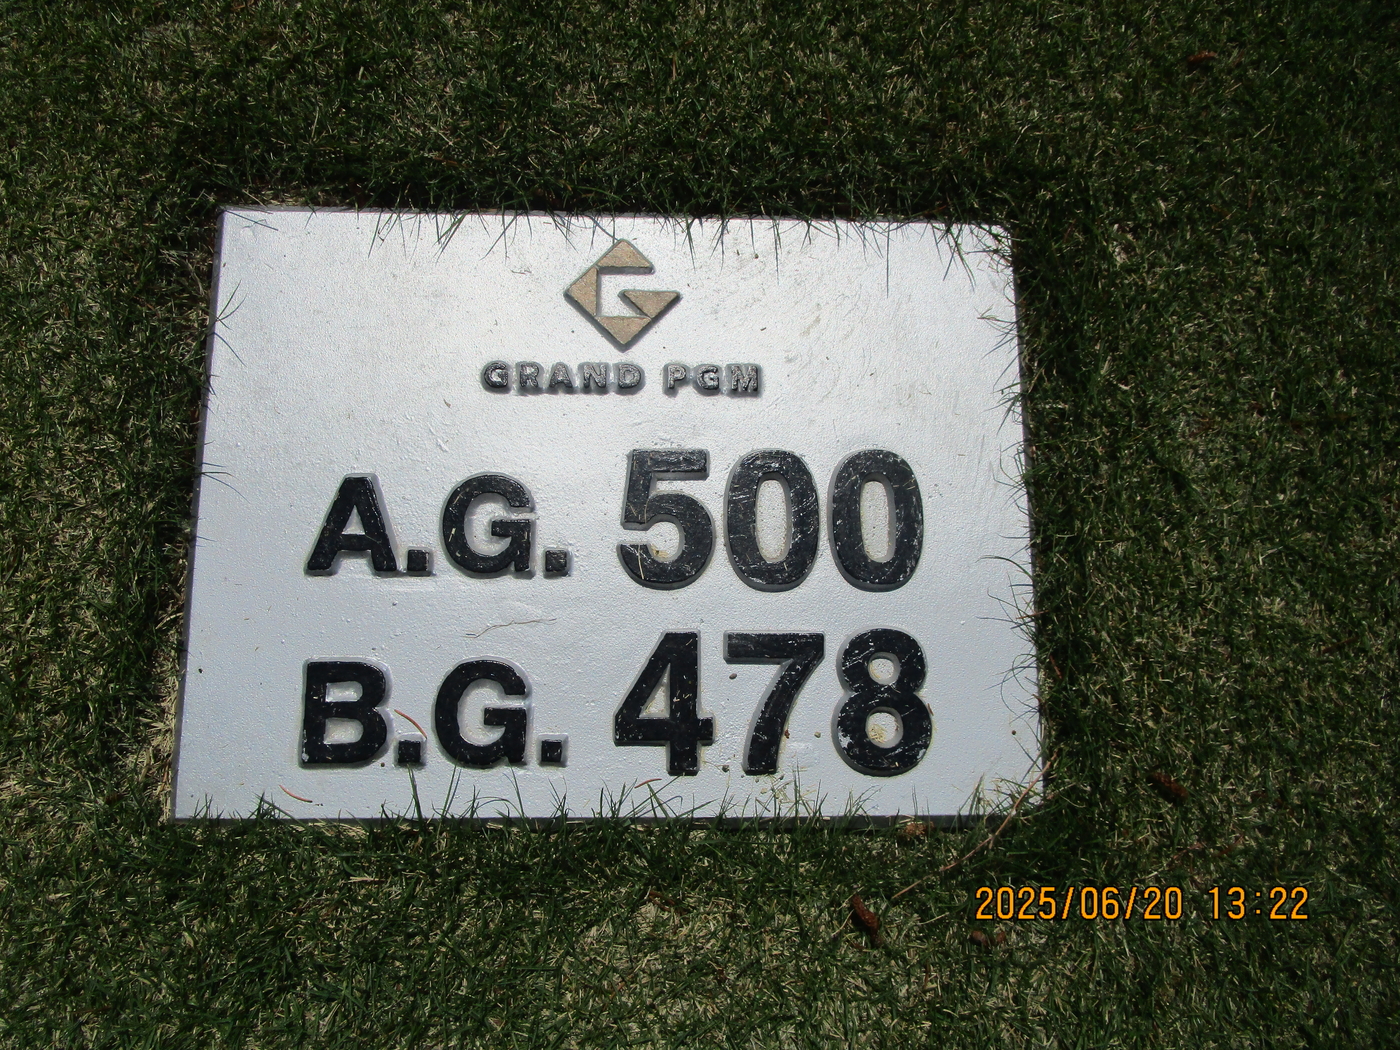 GRAND PGM
A.G. 500
B.G. 478
2025/06/20 13:22